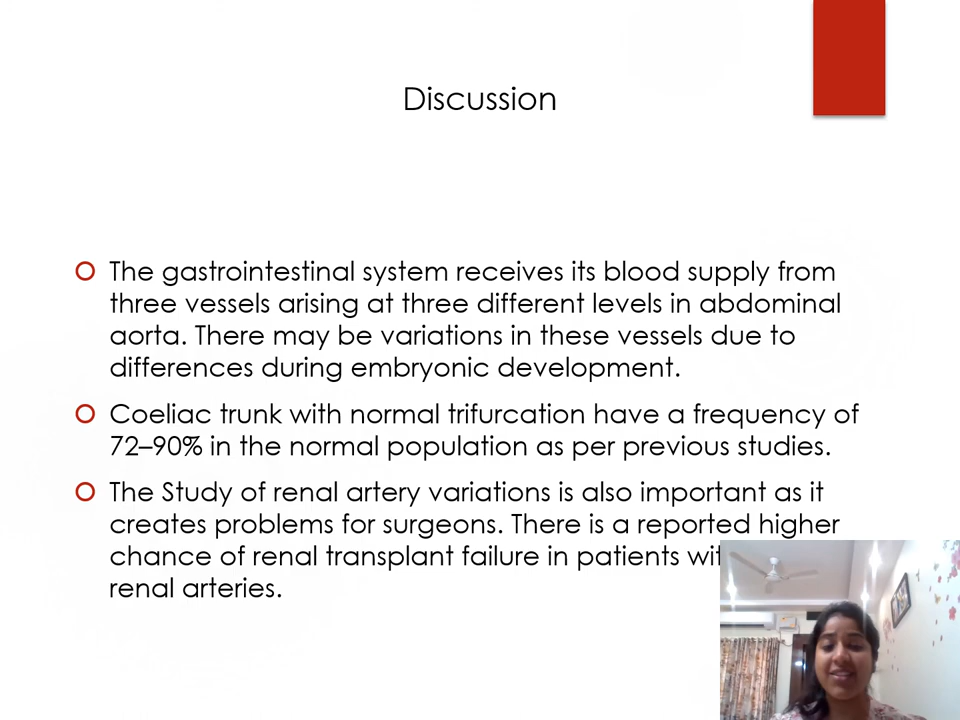 Discussion
The gastrointestinal system receives its blood supply from
three vessels arising at three different levels in abdominal
aorta. There may be variations in these vessels due to
differences during embryonic development.
Coeliac trunk with normal trifurcation have a frequency of
72–90% in the normal population as per previous studies.
The Study of renal artery variations is also important as it
creates problems for surgeons. There is a reported higher
chance of renal transplant failure in patients
renal arteries.